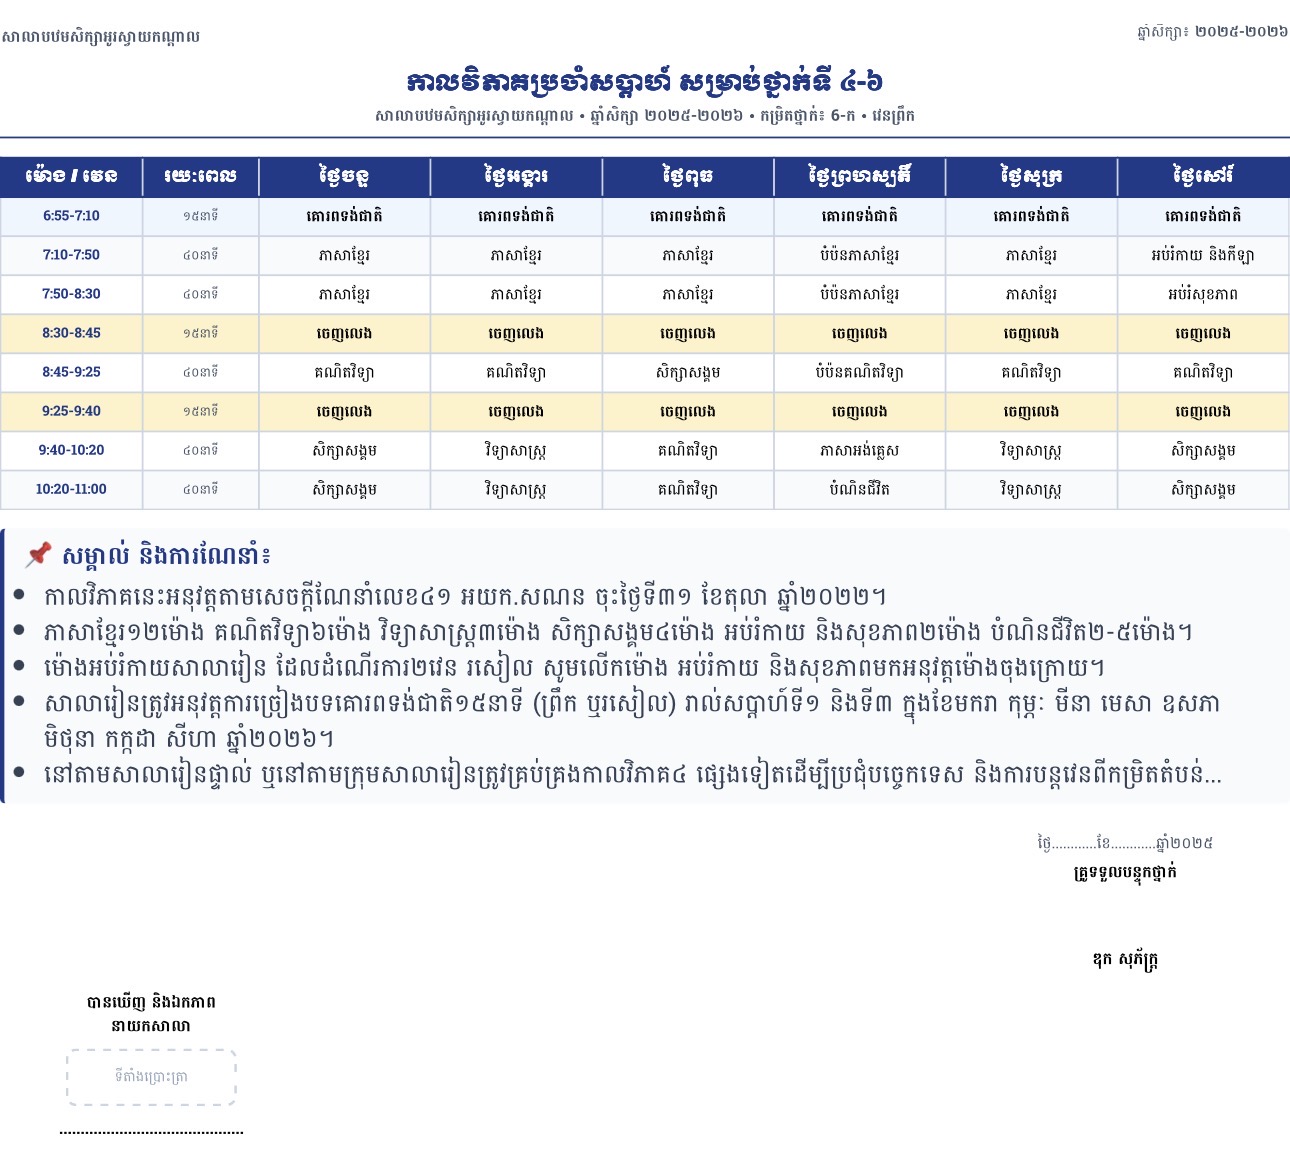 សាលាបឋមសិក្សាអូរស្វាយកណ្តាល
ឆ្នាំសិក្សា៖ ២០២៥-២០២៦
កាលវិភាគប្រចាំសប្តាហ៍ សម្រាប់ថ្នាក់ទី ៤-៦
សាលាបឋមសិក្សាអូរស្វាយកណ្តាល • ឆ្នាំសិក្សា ២០២៥-២០២៦ • កម្រិតថ្នាក់៖ 6-ក • វេនព្រឹក
ម៉ោង / វេន រយៈពេល ថ្ងៃចន្ទ ថ្ងៃអង្គារ ថ្ងៃពុធ ថ្ងៃព្រហស្បតិ៍ ថ្ងៃសុក្រ ថ្ងៃសៅរ៍
6:55-7:10 ១៥នាទី គោរពទង់ជាតិ គោរពទង់ជាតិ គោរពទង់ជាតិ គោរពទង់ជាតិ គោរពទង់ជាតិ គោរពទង់ជាតិ
7:10-7:50 ៤០នាទី ភាសាខ្មែរ ភាសាខ្មែរ ភាសាខ្មែរ បំប៉នភាសាខ្មែរ ភាសាខ្មែរ អប់រំកាយ និងកីឡា
7:50-8:30 ៤០នាទី ភាសាខ្មែរ ភាសាខ្មែរ ភាសាខ្មែរ បំប៉នភាសាខ្មែរ ភាសាខ្មែរ អប់រំសុខភាព
8:30-8:45 ១៥នាទី ចេញលេង ចេញលេង ចេញលេង ចេញលេង ចេញលេង ចេញលេង
8:45-9:25 ៤០នាទី គណិតវិទ្យា គណិតវិទ្យា សិក្សាសង្គម បំប៉នគណិតវិទ្យា គណិតវិទ្យា គណិតវិទ្យា
9:25-9:40 ១៥នាទី ចេញលេង ចេញលេង ចេញលេង ចេញលេង ចេញលេង ចេញលេង
9:40-10:20 ៤០នាទី សិក្សាសង្គម វិទ្យាសាស្ត្រ គណិតវិទ្យា ភាសាអង់គ្លេស វិទ្យាសាស្ត្រ សិក្សាសង្គម
10:20-11:00 ៤០នាទី សិក្សាសង្គម វិទ្យាសាស្ត្រ គណិតវិទ្យា បំណិនជីវិត វិទ្យាសាស្ត្រ សិក្សាសង្គម
សម្គាល់ និងការណែនាំ៖
• កាលវិភាគនេះអនុវត្តតាមសេចក្តីណែនាំលេខ៤១ អយក.សណន ចុះថ្ងៃទី៣១ ខែតុលា ឆ្នាំ២០២២។
• ភាសាខ្មែរ១២ម៉ោង គណិតវិទ្យា៦ម៉ោង វិទ្យាសាស្ត្រ៣ម៉ោង សិក្សាសង្គម៤ម៉ោង អប់រំកាយ និងសុខភាព២ម៉ោង បំណិនជីវិត២-៥ម៉ោង។
• ម៉ោងអប់រំកាយសាលារៀន ដែលដំណើរការ២វេន រសៀល សូមលើកម៉ោង អប់រំកាយ និងសុខភាពមកអនុវត្តម៉ោងចុងក្រោយ។
• សាលារៀនត្រូវអនុវត្តការច្រៀងបទគោរពទង់ជាតិ១៥នាទី (ព្រឹក ឬរសៀល) រាល់សប្តាហ៍ទី១ និងទី៣ ក្នុងខែមករា កុម្ភៈ មីនា មេសា ឧសភា
មិថុនា កក្កដា សីហា ឆ្នាំ២០២៦។
• នៅតាមសាលារៀនផ្ទាល់ ឬនៅតាមក្រុមសាលារៀនត្រូវគ្រប់គ្រងកាលវិភាគ៤ ផ្សេងទៀតដើម្បីប្រជុំបច្ចេកទេស និងការបន្តវេនពីកម្រិតតំបន់...
ថ្ងៃ............ខែ............ឆ្នាំ២០២៥
គ្រូទទួលបន្ទុកថ្នាក់
ឌុក សុភ័ក្ត្រ
បានឃើញ និងឯកភាព
នាយកសាលា
ទីតាំងប្រោះត្រា